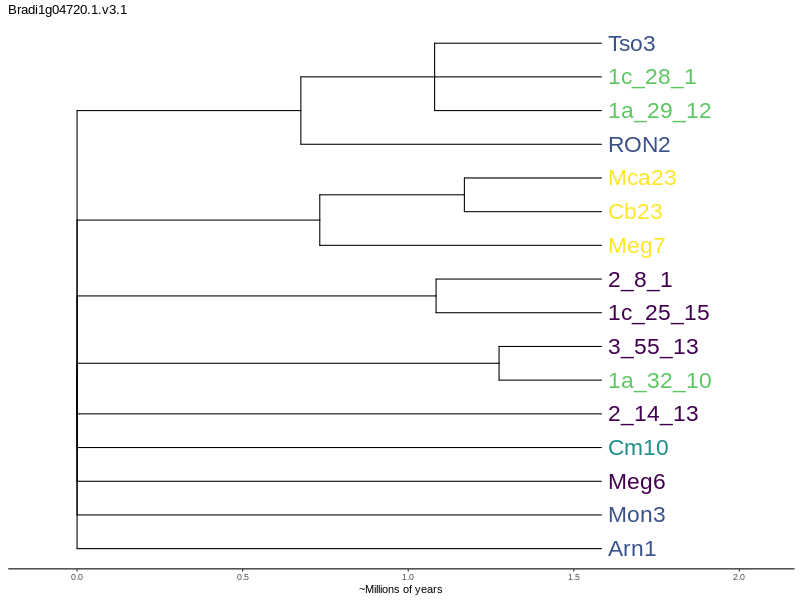 Bradi1g04720.1.v3.1
Tso3
1c_28_1
1a_29_12
RON2
Mca23
Cb23
Meg7
2_8_1
1c_25_15
3_55_13
1a_32_10
2_14_13
Cm10
Meg6
Mon3
Arn1
0.0 0.5 1.0 1.5 2.0
~Millions of years